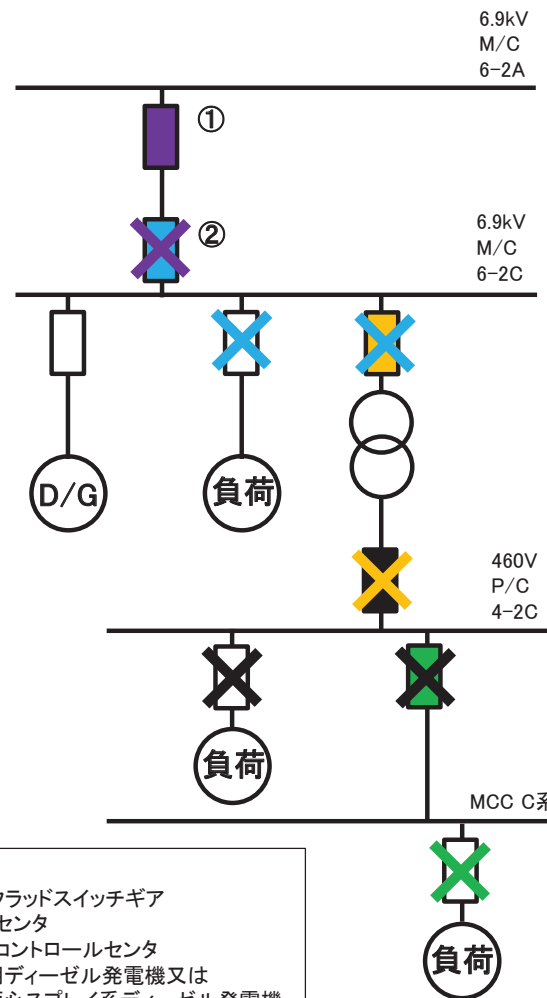 6.9kV
M/C
6-2A
①
②
6.9kV
M/C
6-2C
D/G
負荷
460V
P/C
4-2C
負荷
MCC C系
クラッドスイッチギア
センタ
コントロールセンタ
用ディーゼル発電機又は
負荷